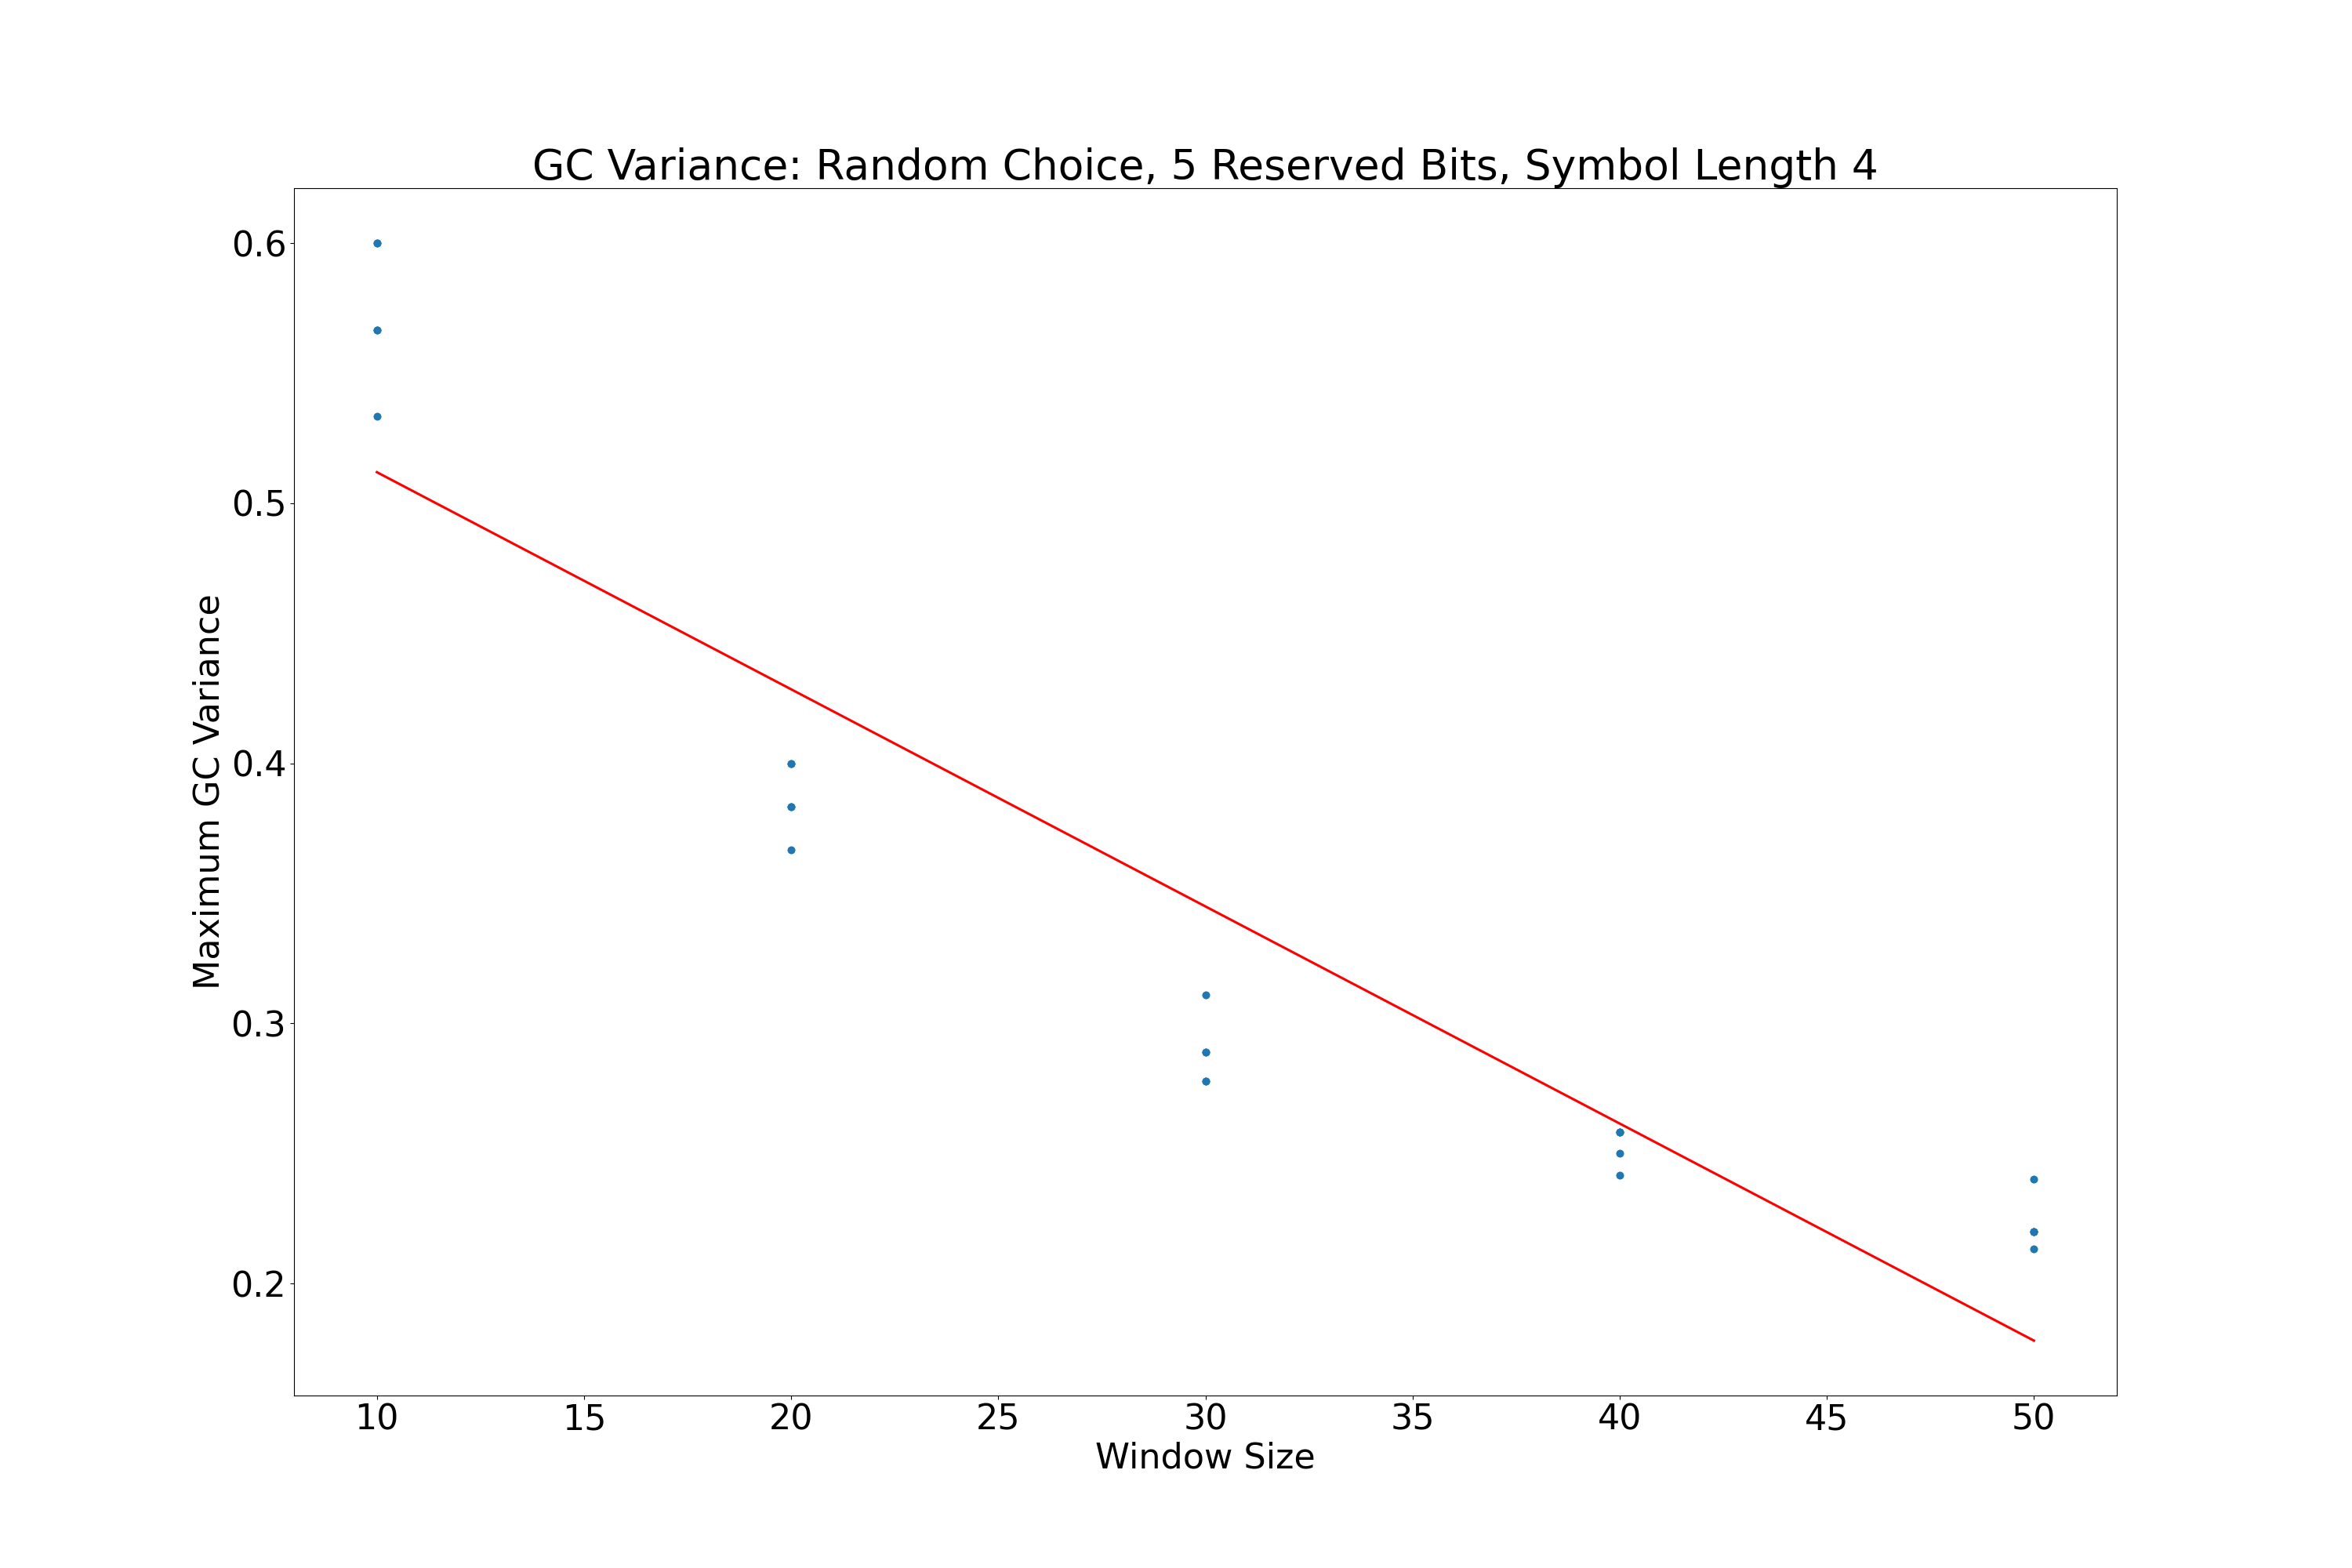 GC Variance: Random Choice, 5 Reserved Bits, Symbol Length 4
Maximum GC Variance
0.6
0.5
0.4
0.3
0.2
10 15 20 25 30 35 40 45 50
Window Size